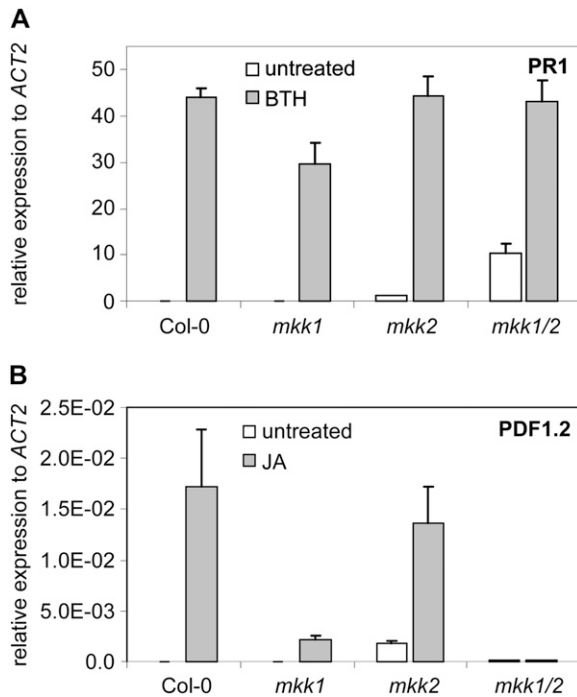 A
relative expression to ACT2
50
40
30
20
10
0
untreated
BTH
PR1
Col-0 mkk1 mkk2 mkk1/2
B
relative expression to ACT2
2.5E-02
2.0E-02
1.5E-02
1.0E-02
5.0E-03
0.0
untreated
JA
PDF1.2
Col-0 mkk1 mkk2 mkk1/2